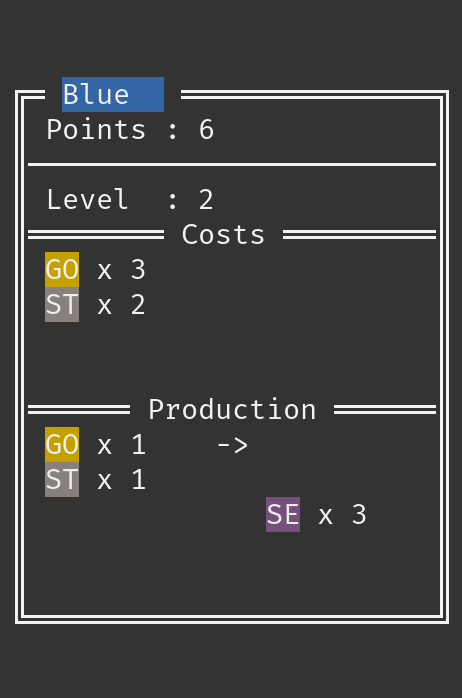 Blue
Points : 6
Level : 2
Costs
GO x 3
ST x 2
Production
GO x 1 ->
ST x 1
SE x 3